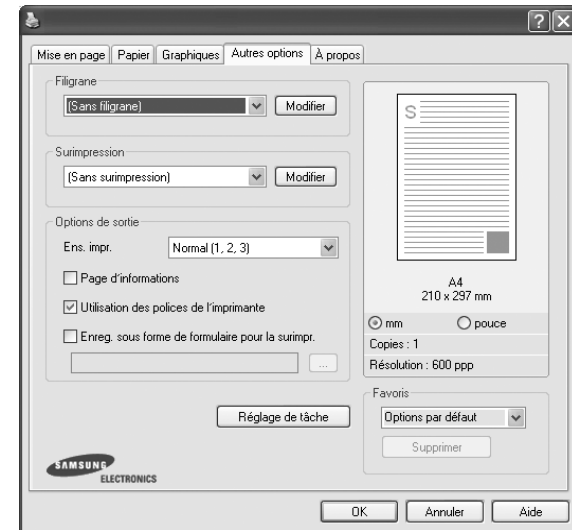 Mise en page Papier Graphiques Autres options À propos
Filigrane
(Sans filigrane) Modifier
Surimpression
(Sans surimpression) Modifier
Options de sortie
Ens. impr. Normal (1, 2, 3)
Page d'informations
Utilisation des polices de l'imprimante
Enreg. sous forme de formulaire pour la surimpr.
...
Réglage de tâche
SAMSUNG
ELECTRONICS
S
A4
210 x 297 mm
mm pouce
Copies : 1
Résolution : 600 ppp
Favoris
Options par défaut
Supprimer
OK Annuler Aide